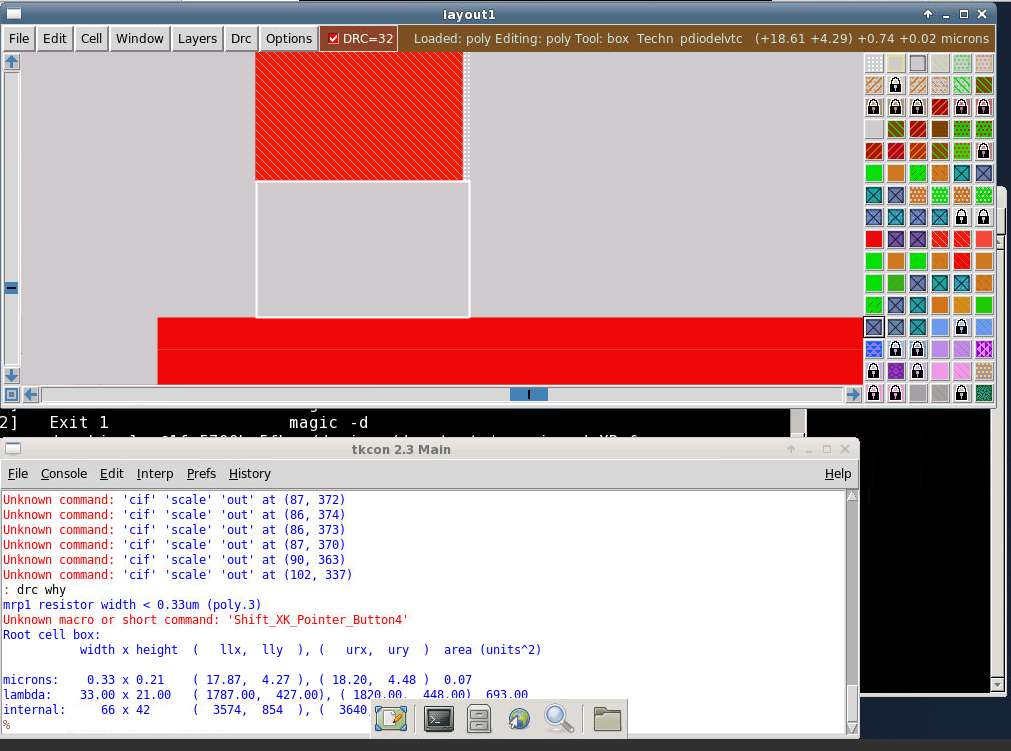 layout1
File Edit Cell Window Layers Drc Options DRC=32 Loaded: poly Editing: poly Tool: box Techn pdiodelvtc (+18.61 +4.29) +0.74 +0.02 microns
2] Exit 1 magic -d
tkcon 2.3 Main
File Console Edit Interp Prefs History Help
Unknown command: 'cif' 'scale' 'out' at (87, 372)
Unknown command: 'cif' 'scale' 'out' at (86, 374)
Unknown command: 'cif' 'scale' 'out' at (86, 373)
Unknown command: 'cif' 'scale' 'out' at (87, 370)
Unknown command: 'cif' 'scale' 'out' at (90, 363)
Unknown command: 'cif' 'scale' 'out' at (102, 337)
: drc why
mrp1 resistor width < 0.33um (poly.3)
Unknown macro or short command: 'Shift_XK_Pointer_Button4'
Root cell box:
width x height ( llx, lly ), ( urx, ury ) area (units^2)
microns: 0.33 x 0.21 ( 17.87, 4.27 ), ( 18.20, 4.48 ) 0.07
lambda: 33.00 x 21.00 ( 1787.00, 427.00), ( 1820.00, 448.00) 693.00
internal: 66 x 42 ( 3574, 854 ), ( 3640
%